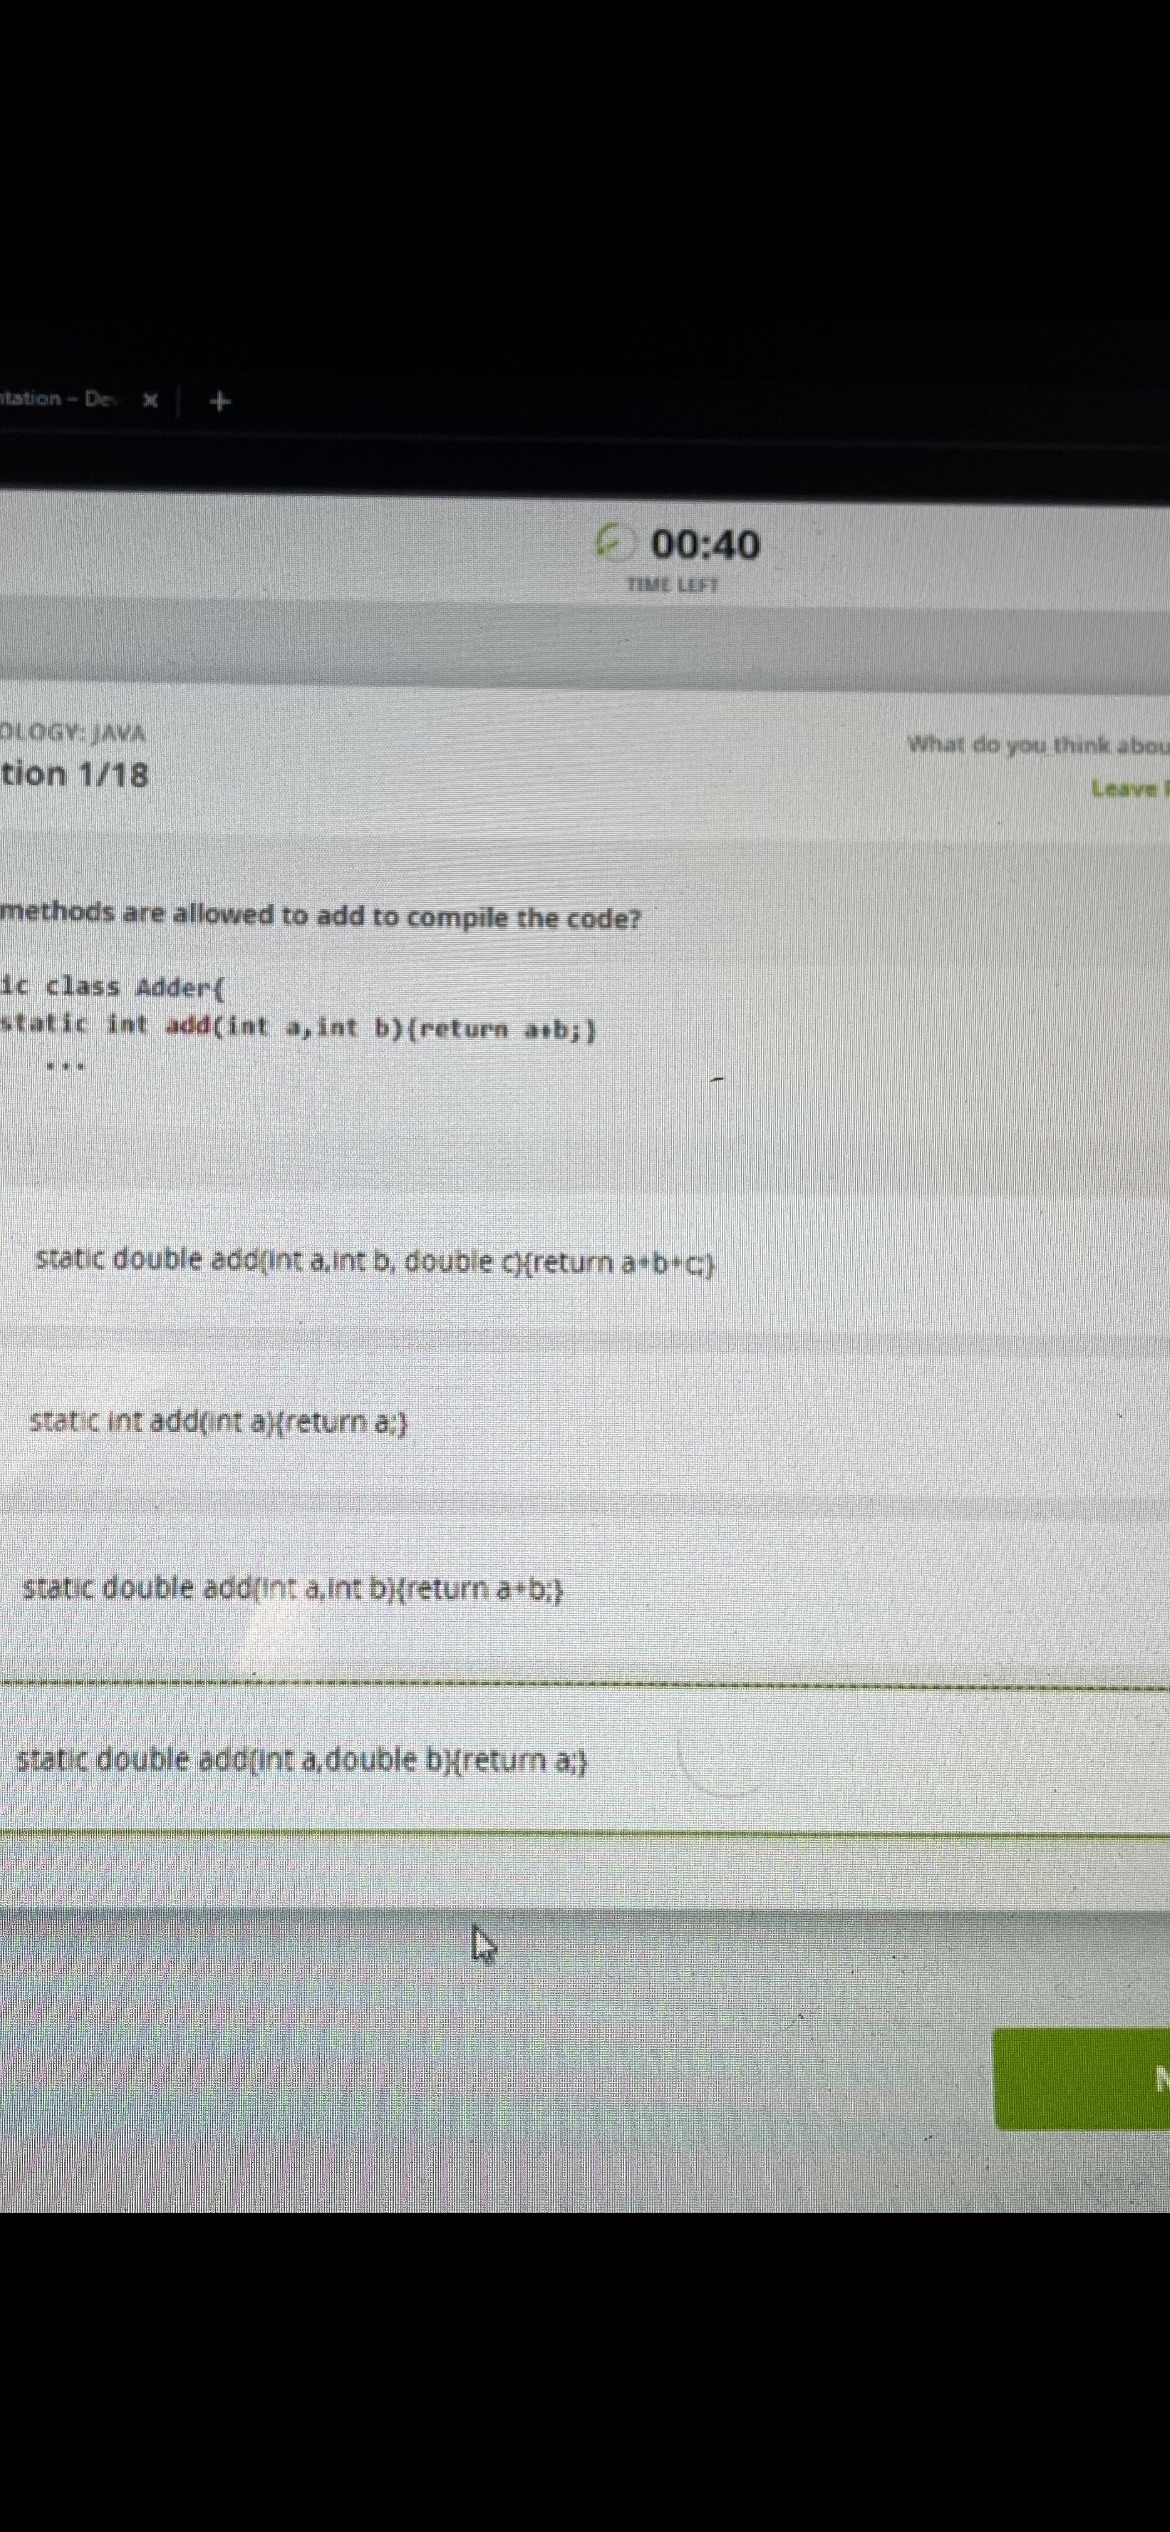 ntation – De
00:40
TIME LEFT
OLOGY: JAVA
tion 1/18
What do you think abou
Leave
methods are allowed to add to compile the code?
ic class Adder{
static int add(int a,int b){return a+b;}
...
static double add(int a,int b, double c){return a+b+c;}
static int add(int a){return a;}
static double add(int a,int b){return a+b;}
static double add(int a,double b){return a;}
N